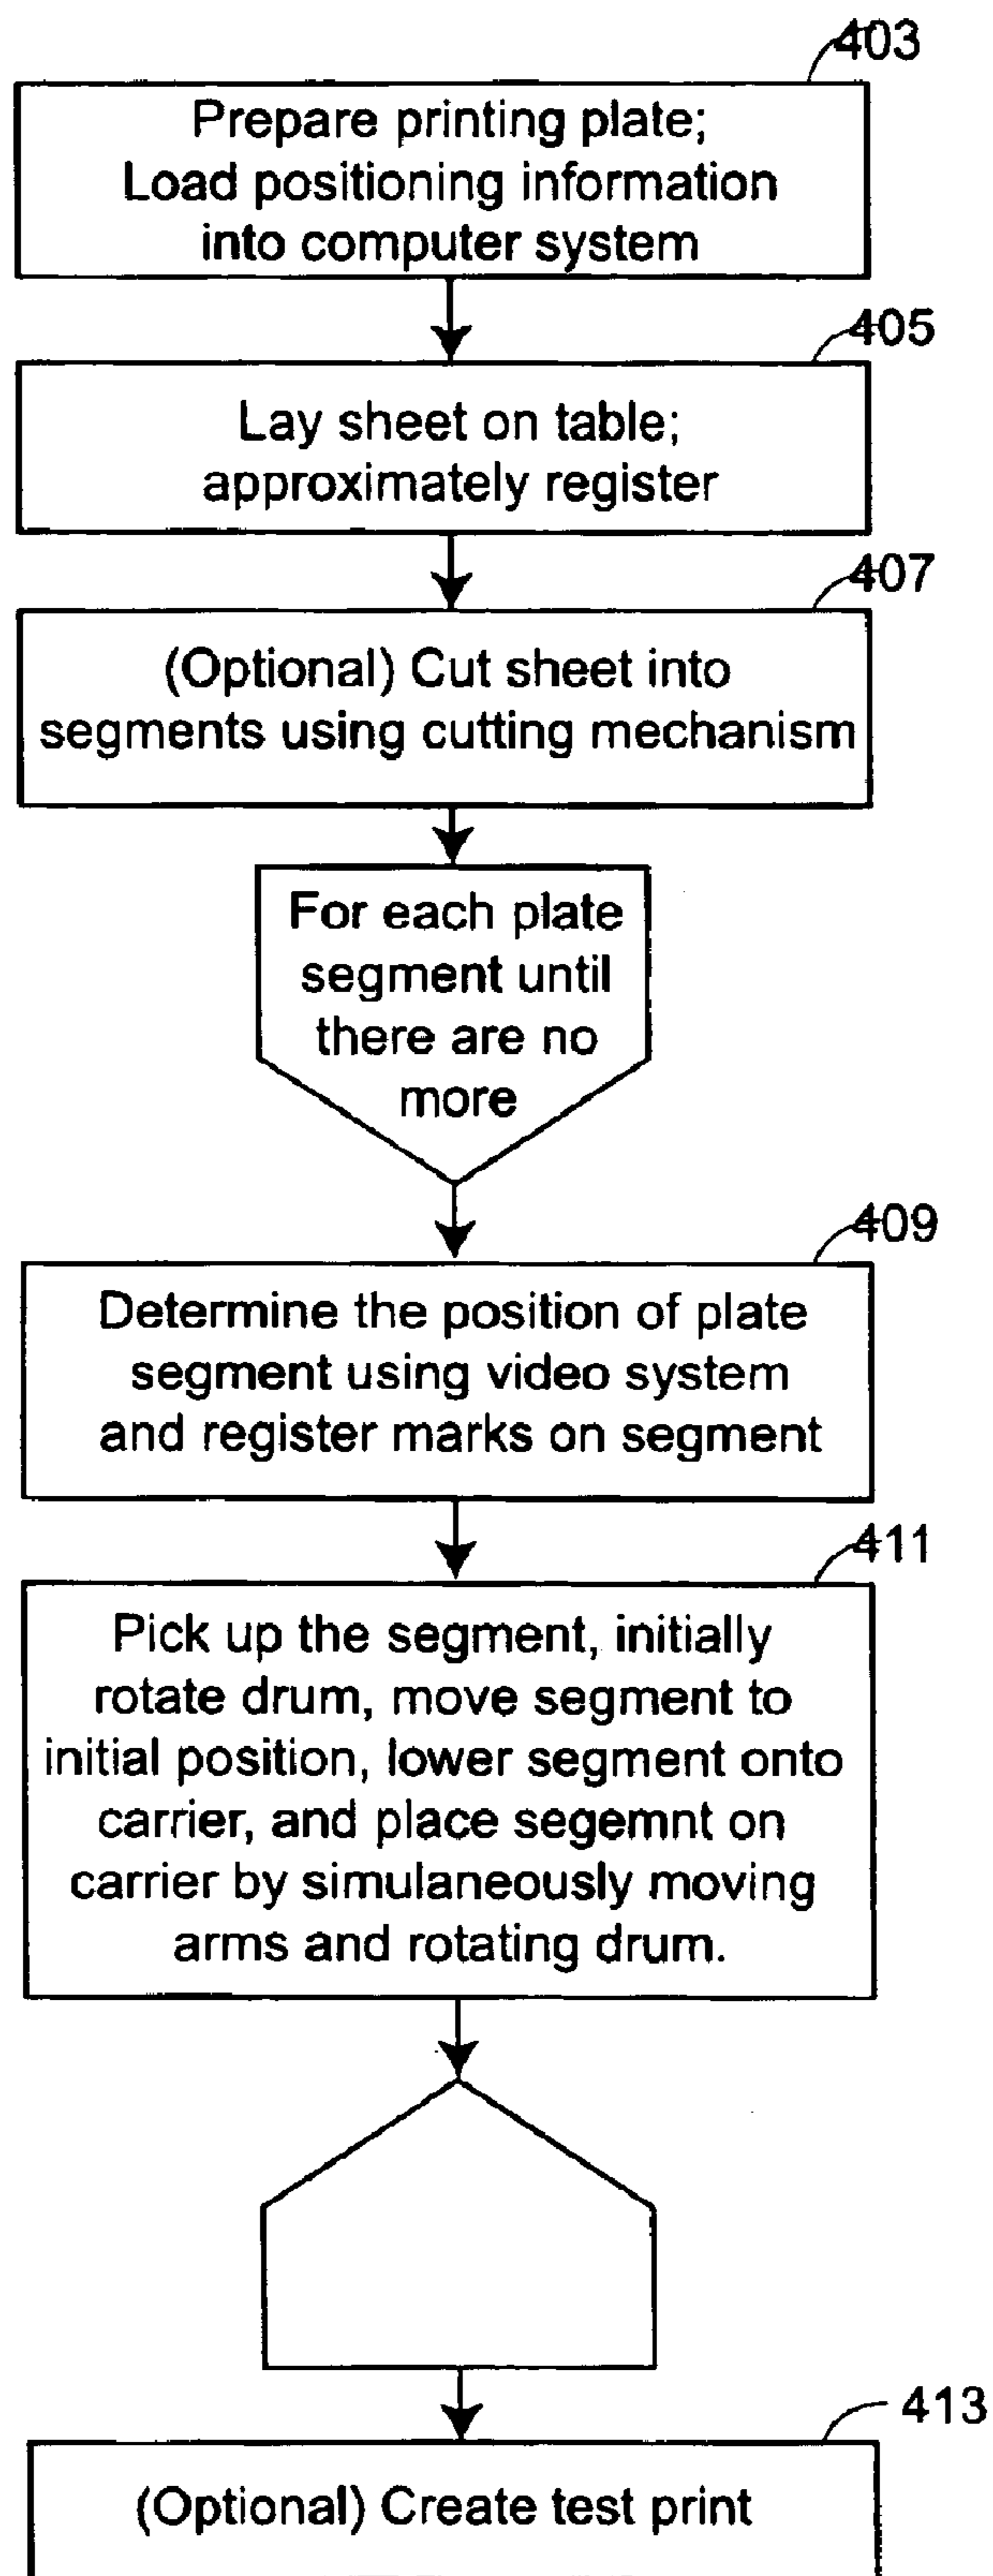 403
Prepare printing plate;
Load positioning information
into computer system
405
Lay sheet on table;
approximately register
407
(Optional) Cut sheet into
segments using cutting mechanism
For each plate
segment until
there are no
more
409
Determine the position of plate
segment using video system
and register marks on segment
411
Pick up the segment, initially
rotate drum, move segment to
initial position, lower segment onto
carrier, and place segemnt on
carrier by simulaneously moving
arms and rotating drum.
413
(Optional) Create test print